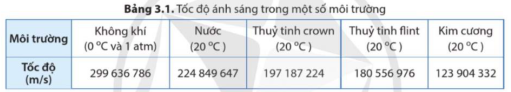 Bảng 3.1. Tốc độ ánh sáng trong một số môi trường
Môi trường Không khí (0 °C và 1 atm) Nước (20 °C) Thuỷ tinh crown (20 °C) Thuỷ tinh flint (20 °C) Kim cương (20 °C)
Tốc độ (m/s) 299 636 786 224 849 647 197 187 224 180 556 976 123 904 332